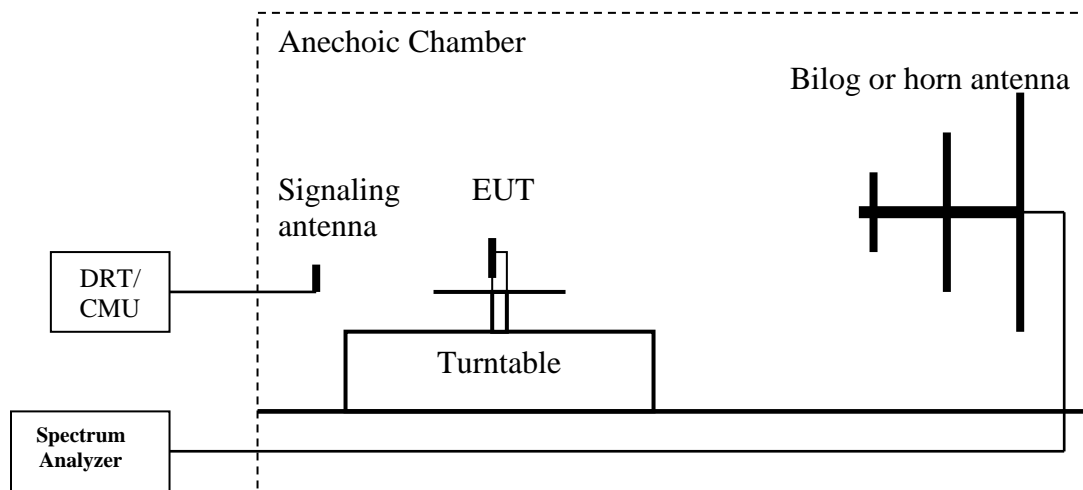 Anechoic Chamber
Bilog or horn antenna
Signaling
antenna
EUT
DRT/
CMU
Turntable
Spectrum
Analyzer